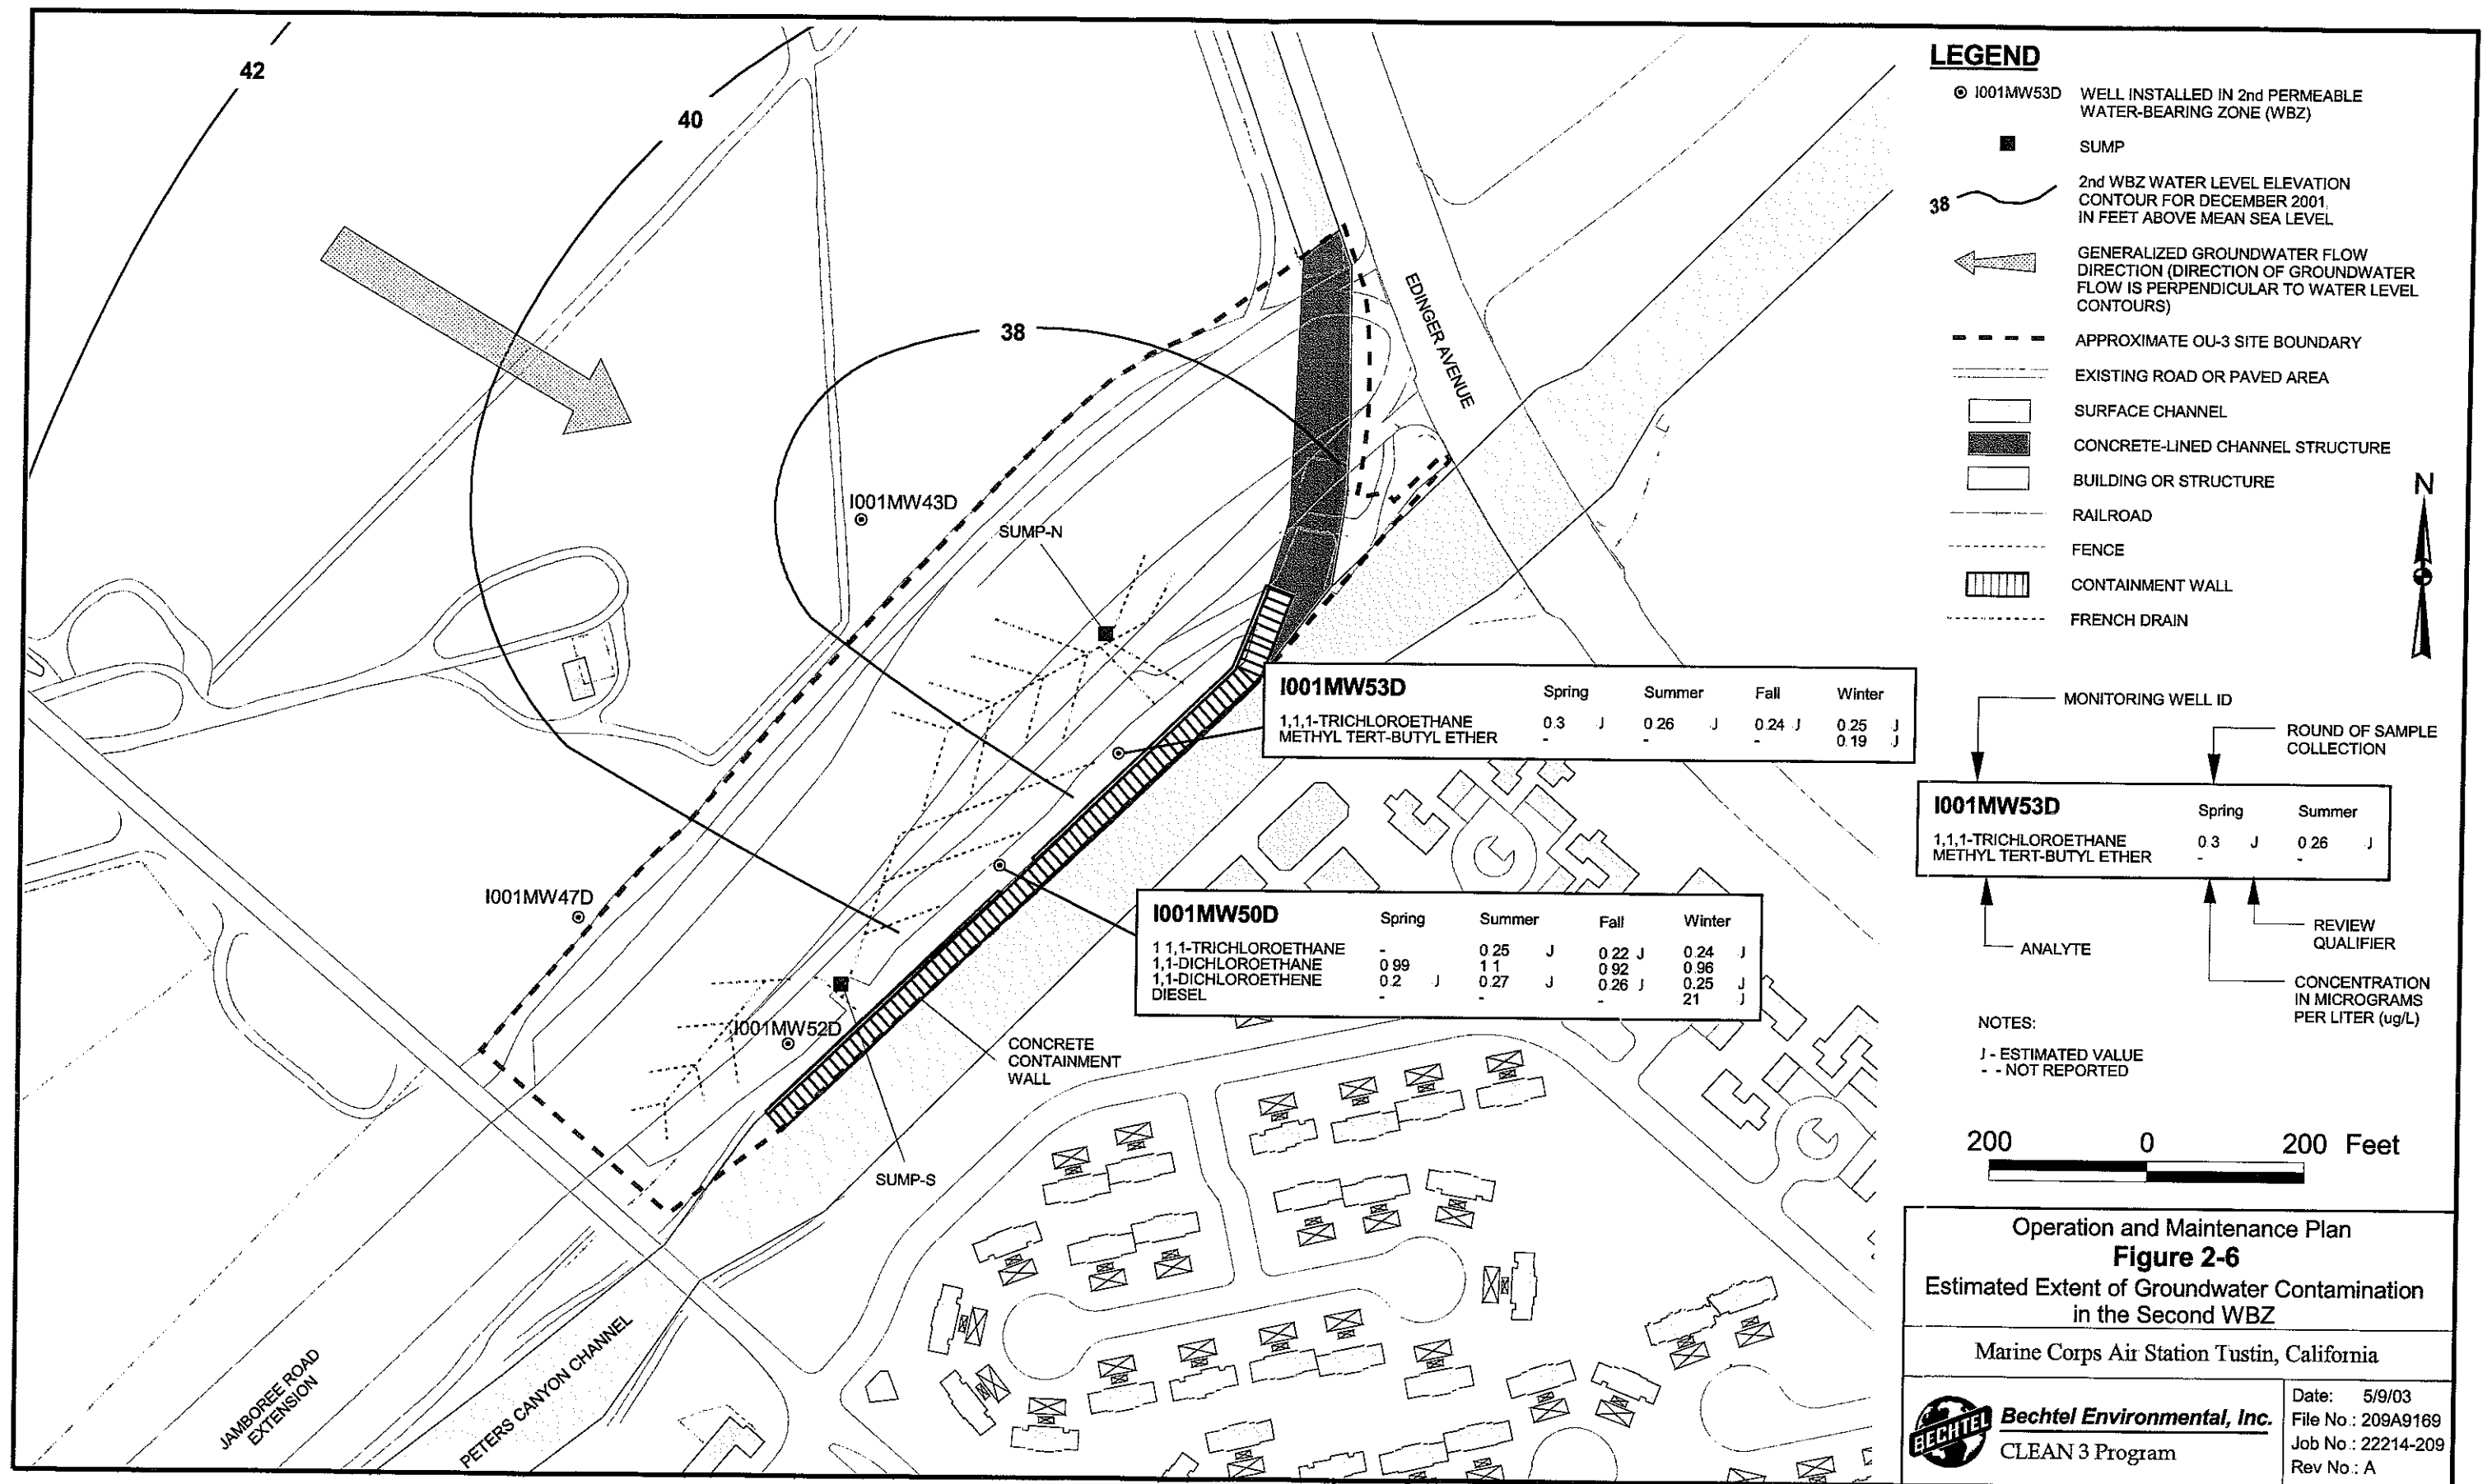 42
40
38
I001MW43D
SUMP-N
EDINGER AVENUE
I001MW47D
I001MW52D
SUMP-S
CONCRETE
CONTAINMENT
WALL
JAMBOREE ROAD
EXTENSION
PETERS CANYON CHANNEL
I001MW53D Spring Summer Fall Winter
1,1,1-TRICHLOROETHANE 0.3 J 0.26 J 0.24 J 0.25 J
METHYL TERT-BUTYL ETHER - - - 0.19 J
I001MW50D Spring Summer Fall Winter
1 1,1-TRICHLOROETHANE - 0.25 J 0.22 J 0.24 J
1,1-DICHLOROETHANE 0.99 1 1 0.92 0.96
1,1-DICHLOROETHENE 0.2 J 0.27 J 0.26 J 0.25 J
DIESEL - - - 21 J
LEGEND
I001MW53D WELL INSTALLED IN 2nd PERMEABLE
WATER-BEARING ZONE (WBZ)
SUMP
38 2nd WBZ WATER LEVEL ELEVATION
CONTOUR FOR DECEMBER 2001,
IN FEET ABOVE MEAN SEA LEVEL
GENERALIZED GROUNDWATER FLOW
DIRECTION (DIRECTION OF GROUNDWATER
FLOW IS PERPENDICULAR TO WATER LEVEL
CONTOURS)
APPROXIMATE OU-3 SITE BOUNDARY
EXISTING ROAD OR PAVED AREA
SURFACE CHANNEL
CONCRETE-LINED CHANNEL STRUCTURE
BUILDING OR STRUCTURE
RAILROAD
FENCE
CONTAINMENT WALL
FRENCH DRAIN
N
MONITORING WELL ID
ROUND OF SAMPLE
COLLECTION
I001MW53D Spring Summer
1,1,1-TRICHLOROETHANE 0.3 J 0.26 J
METHYL TERT-BUTYL ETHER - -
ANALYTE
REVIEW
QUALIFIER
CONCENTRATION
IN MICROGRAMS
PER LITER (ug/L)
NOTES:
J - ESTIMATED VALUE
- - NOT REPORTED
200 0 200 Feet
Operation and Maintenance Plan
Figure 2-6
Estimated Extent of Groundwater Contamination
in the Second WBZ
Marine Corps Air Station Tustin, California
BECHTEL
Bechtel Environmental, Inc.
CLEAN 3 Program
Date: 5/9/03
File No.: 209A9169
Job No.: 22214-209
Rev No.: A